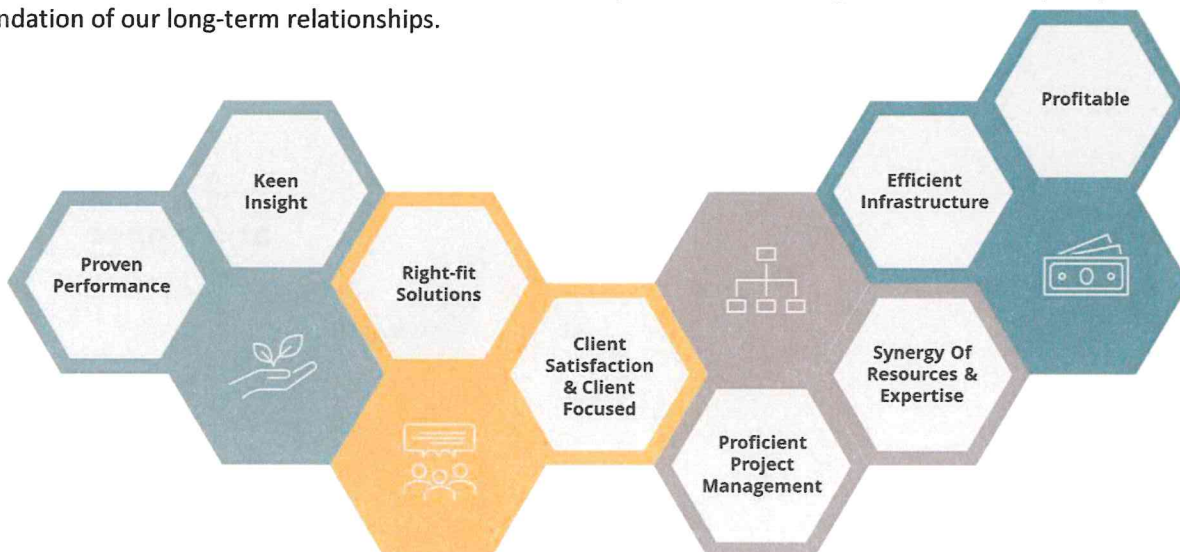 ndation of our long-term relationships.
Proven
Performance
Keen
Insight
Right-fit
Solutions
Client
Satisfaction
& Client
Focused
Proficient
Project
Management
Synergy Of
Resources &
Expertise
Efficient
Infrastructure
Profitable